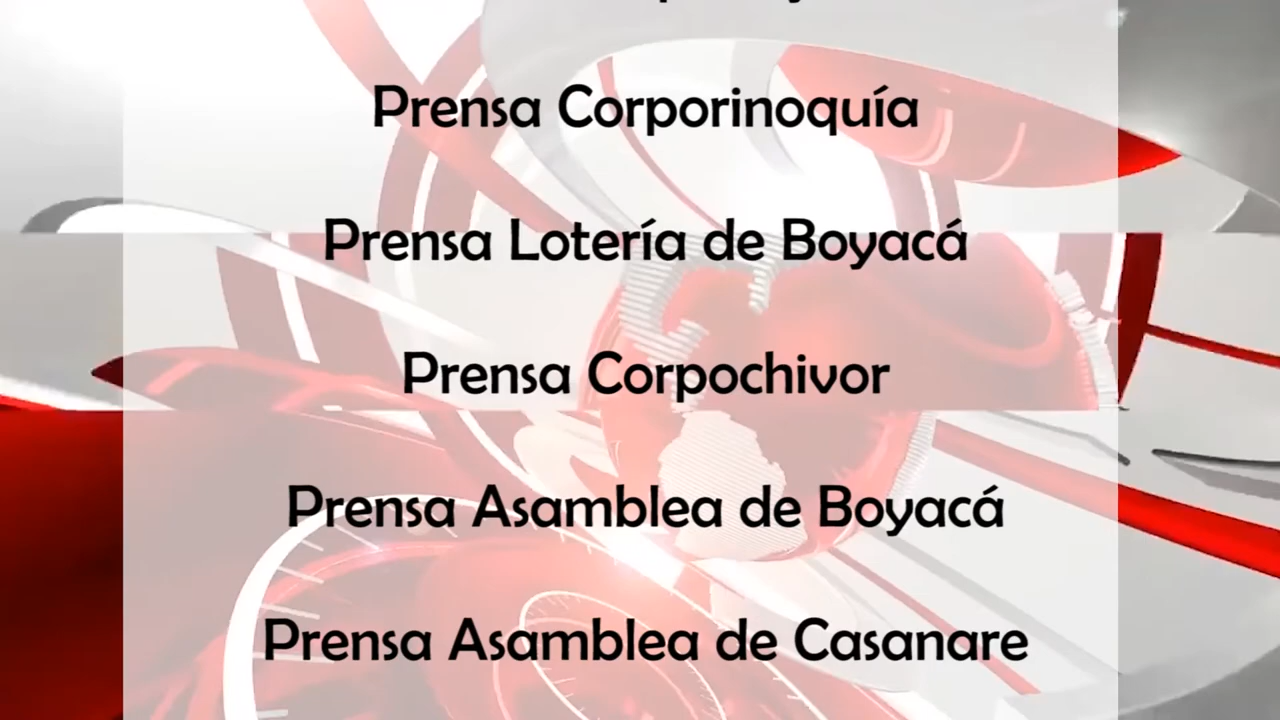 Prensa Corporinoquía
Prensa Lotería de Boyacá
Prensa Corpochivor
Prensa Asamblea de Boyacá
Prensa Asamblea de Casanare